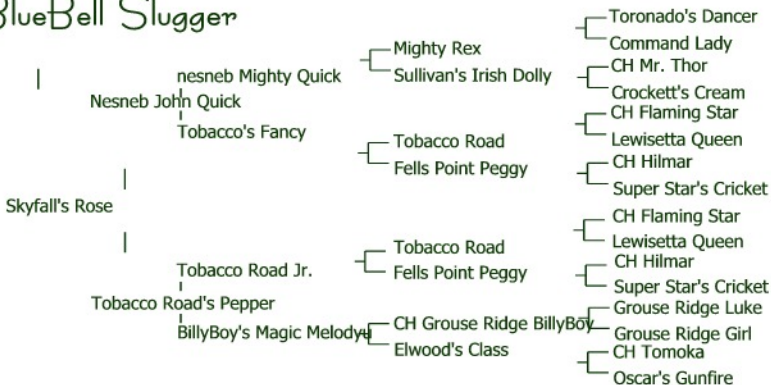 BlueBell Slugger
Toronado's Dancer
Mighty Rex
Command Lady
nesneb Mighty Quick
Sullivan's Irish Dolly
CH Mr. Thor
Nesneb John Quick
Crockett's Cream
Tobacco's Fancy
CH Flaming Star
Tobacco Road
Lewisetta Queen
Fells Point Peggy
CH Hilmar
Super Star's Cricket
Skyfall's Rose
CH Flaming Star
Tobacco Road
Lewisetta Queen
Tobacco Road Jr.
Fells Point Peggy
CH Hilmar
Super Star's Cricket
Tobacco Road's Pepper
Grouse Ridge Luke
BillyBoy's Magic Melodyu
CH Grouse Ridge BillyBoy
Grouse Ridge Girl
Elwood's Class
CH Tomoka
Oscar's Gunfire